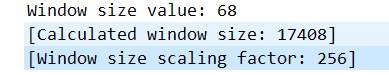 Window size value: 68
[Calculated window size: 17408]
[Window size scaling factor: 256]